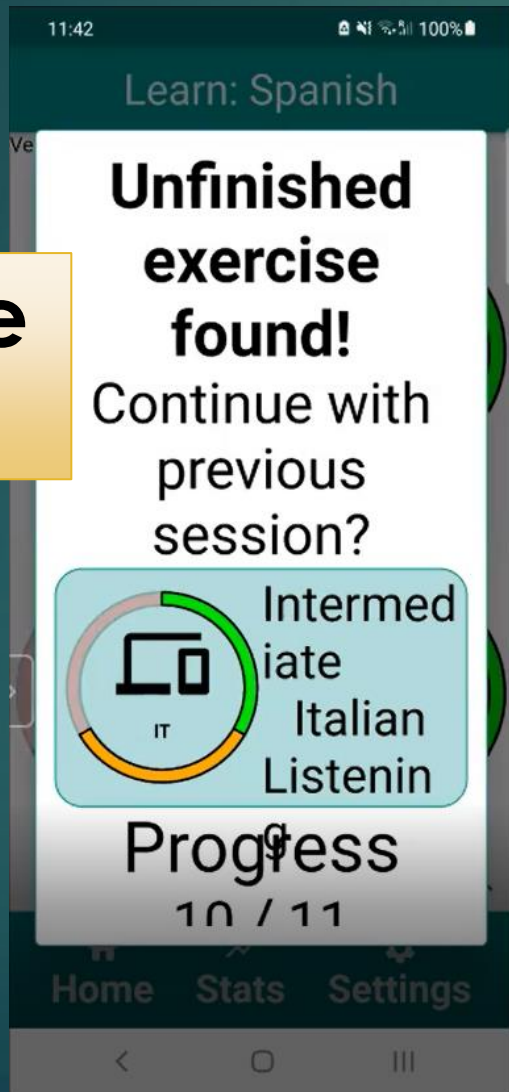 11:42 100%
Learn: Spanish
Ve
Unfinished
exercise
found!
e
Continue with
previous
session?
Intermed
iate
IT
Italian
Listenin
g
Progress
10 / 11
Home Stats Settings